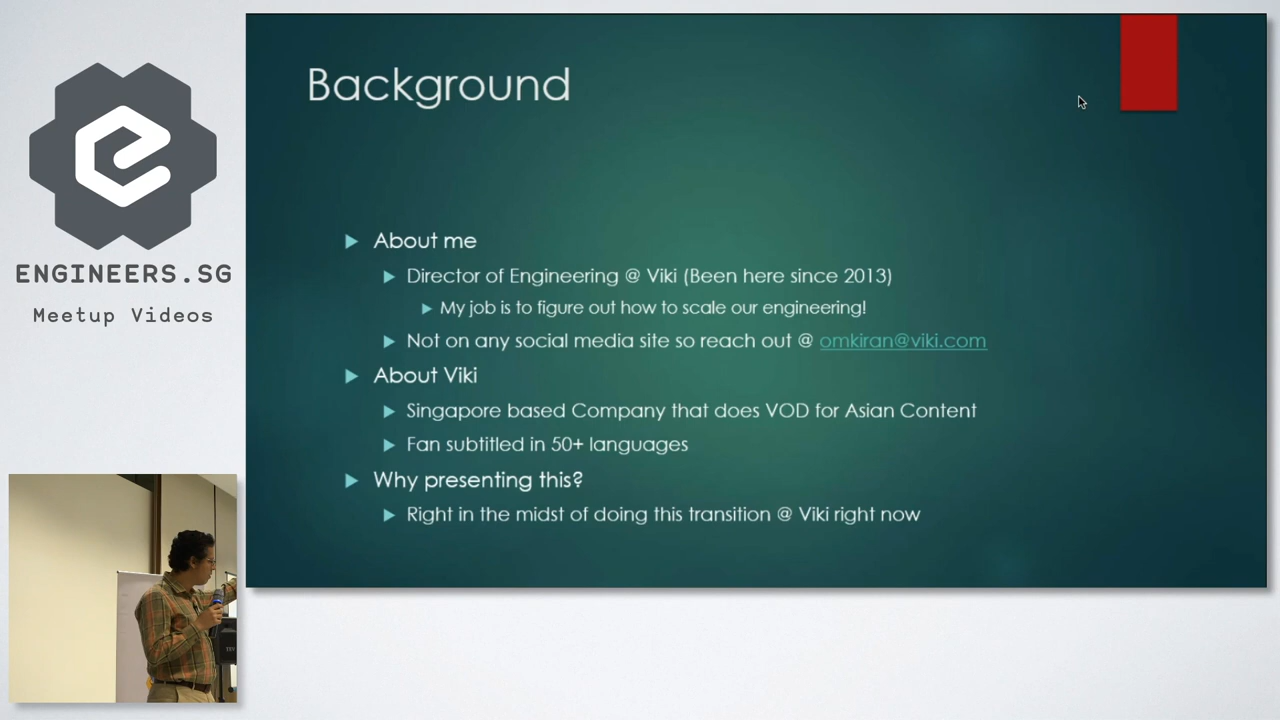 ENGINEERS.SG
Meetup Videos
Background
About me
Director of Engineering @ Viki (Been here since 2013)
My job is to figure out how to scale our engineering!
Not on any social media site so reach out @ omkiran@viki.com
About Viki
Singapore based Company that does VOD for Asian Content
Fan subtitled in 50+ languages
Why presenting this?
Right in the midst of doing this transition @ Viki right now